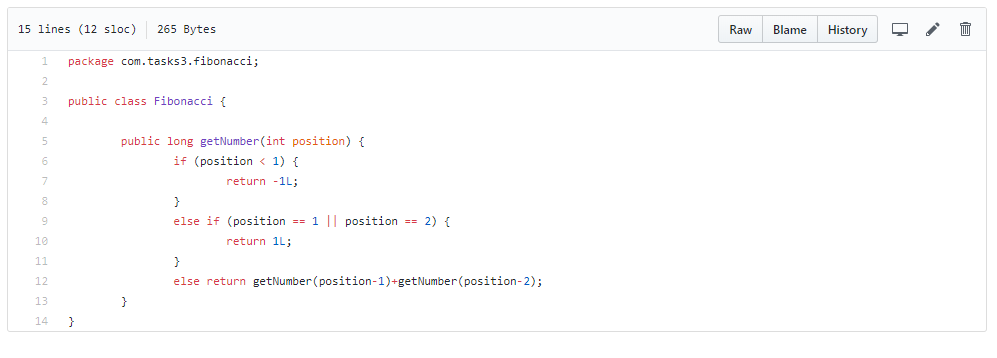 15 lines (12 sloc) 265 Bytes Raw Blame History
1 package com.tasks3.fibonacci;
2
3 public class Fibonacci {
4
5 public long getNumber(int position) {
6 if (position < 1) {
7 return -1L;
8 }
9 else if (position == 1 || position == 2) {
10 return 1L;
11 }
12 else return getNumber(position-1)+getNumber(position-2);
13 }
14 }